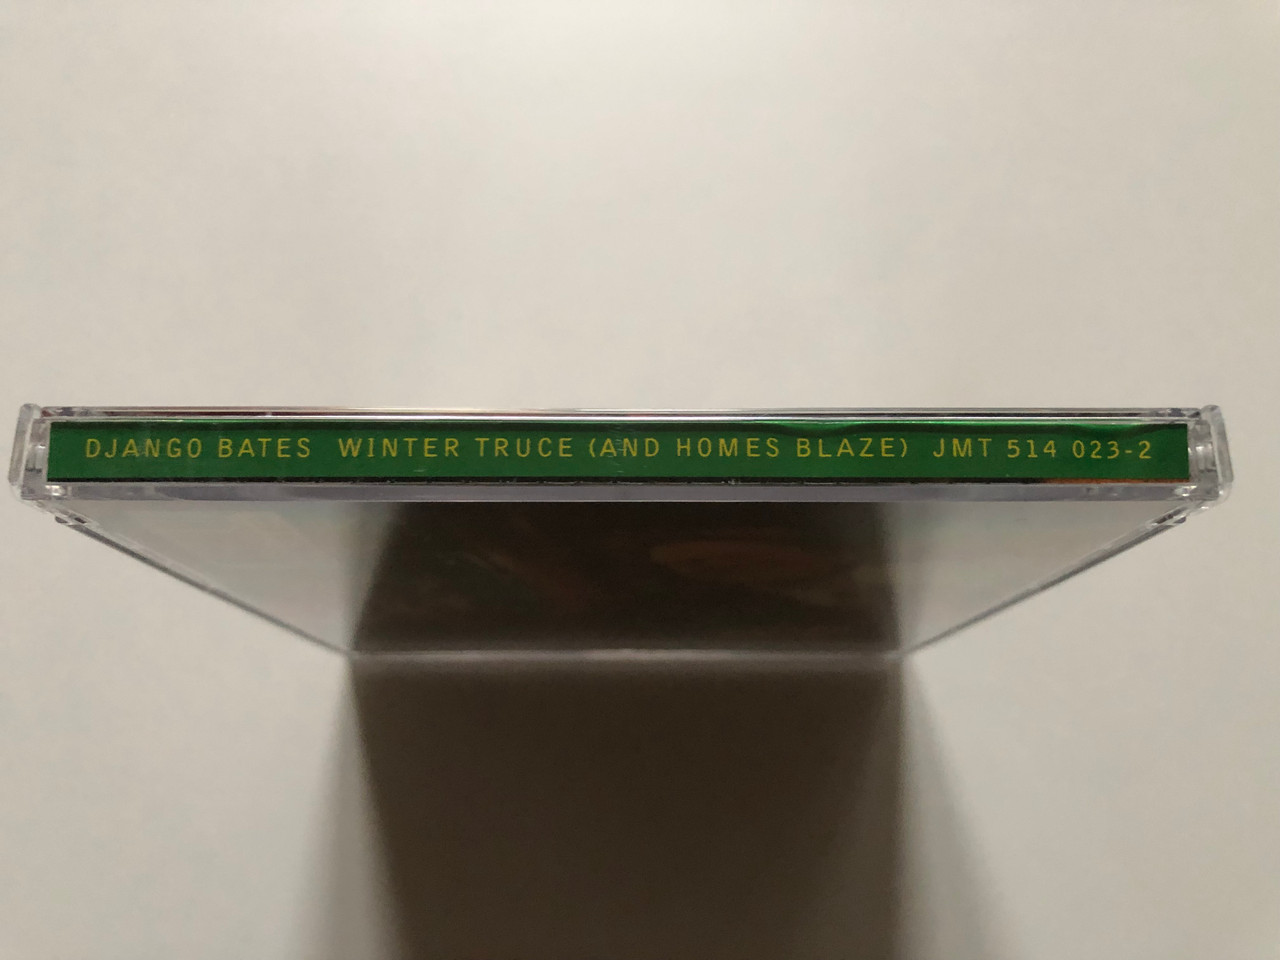 DJANGO BATES WINTER TRUCE (AND HOMES BLAZE) JMT 514 023-2